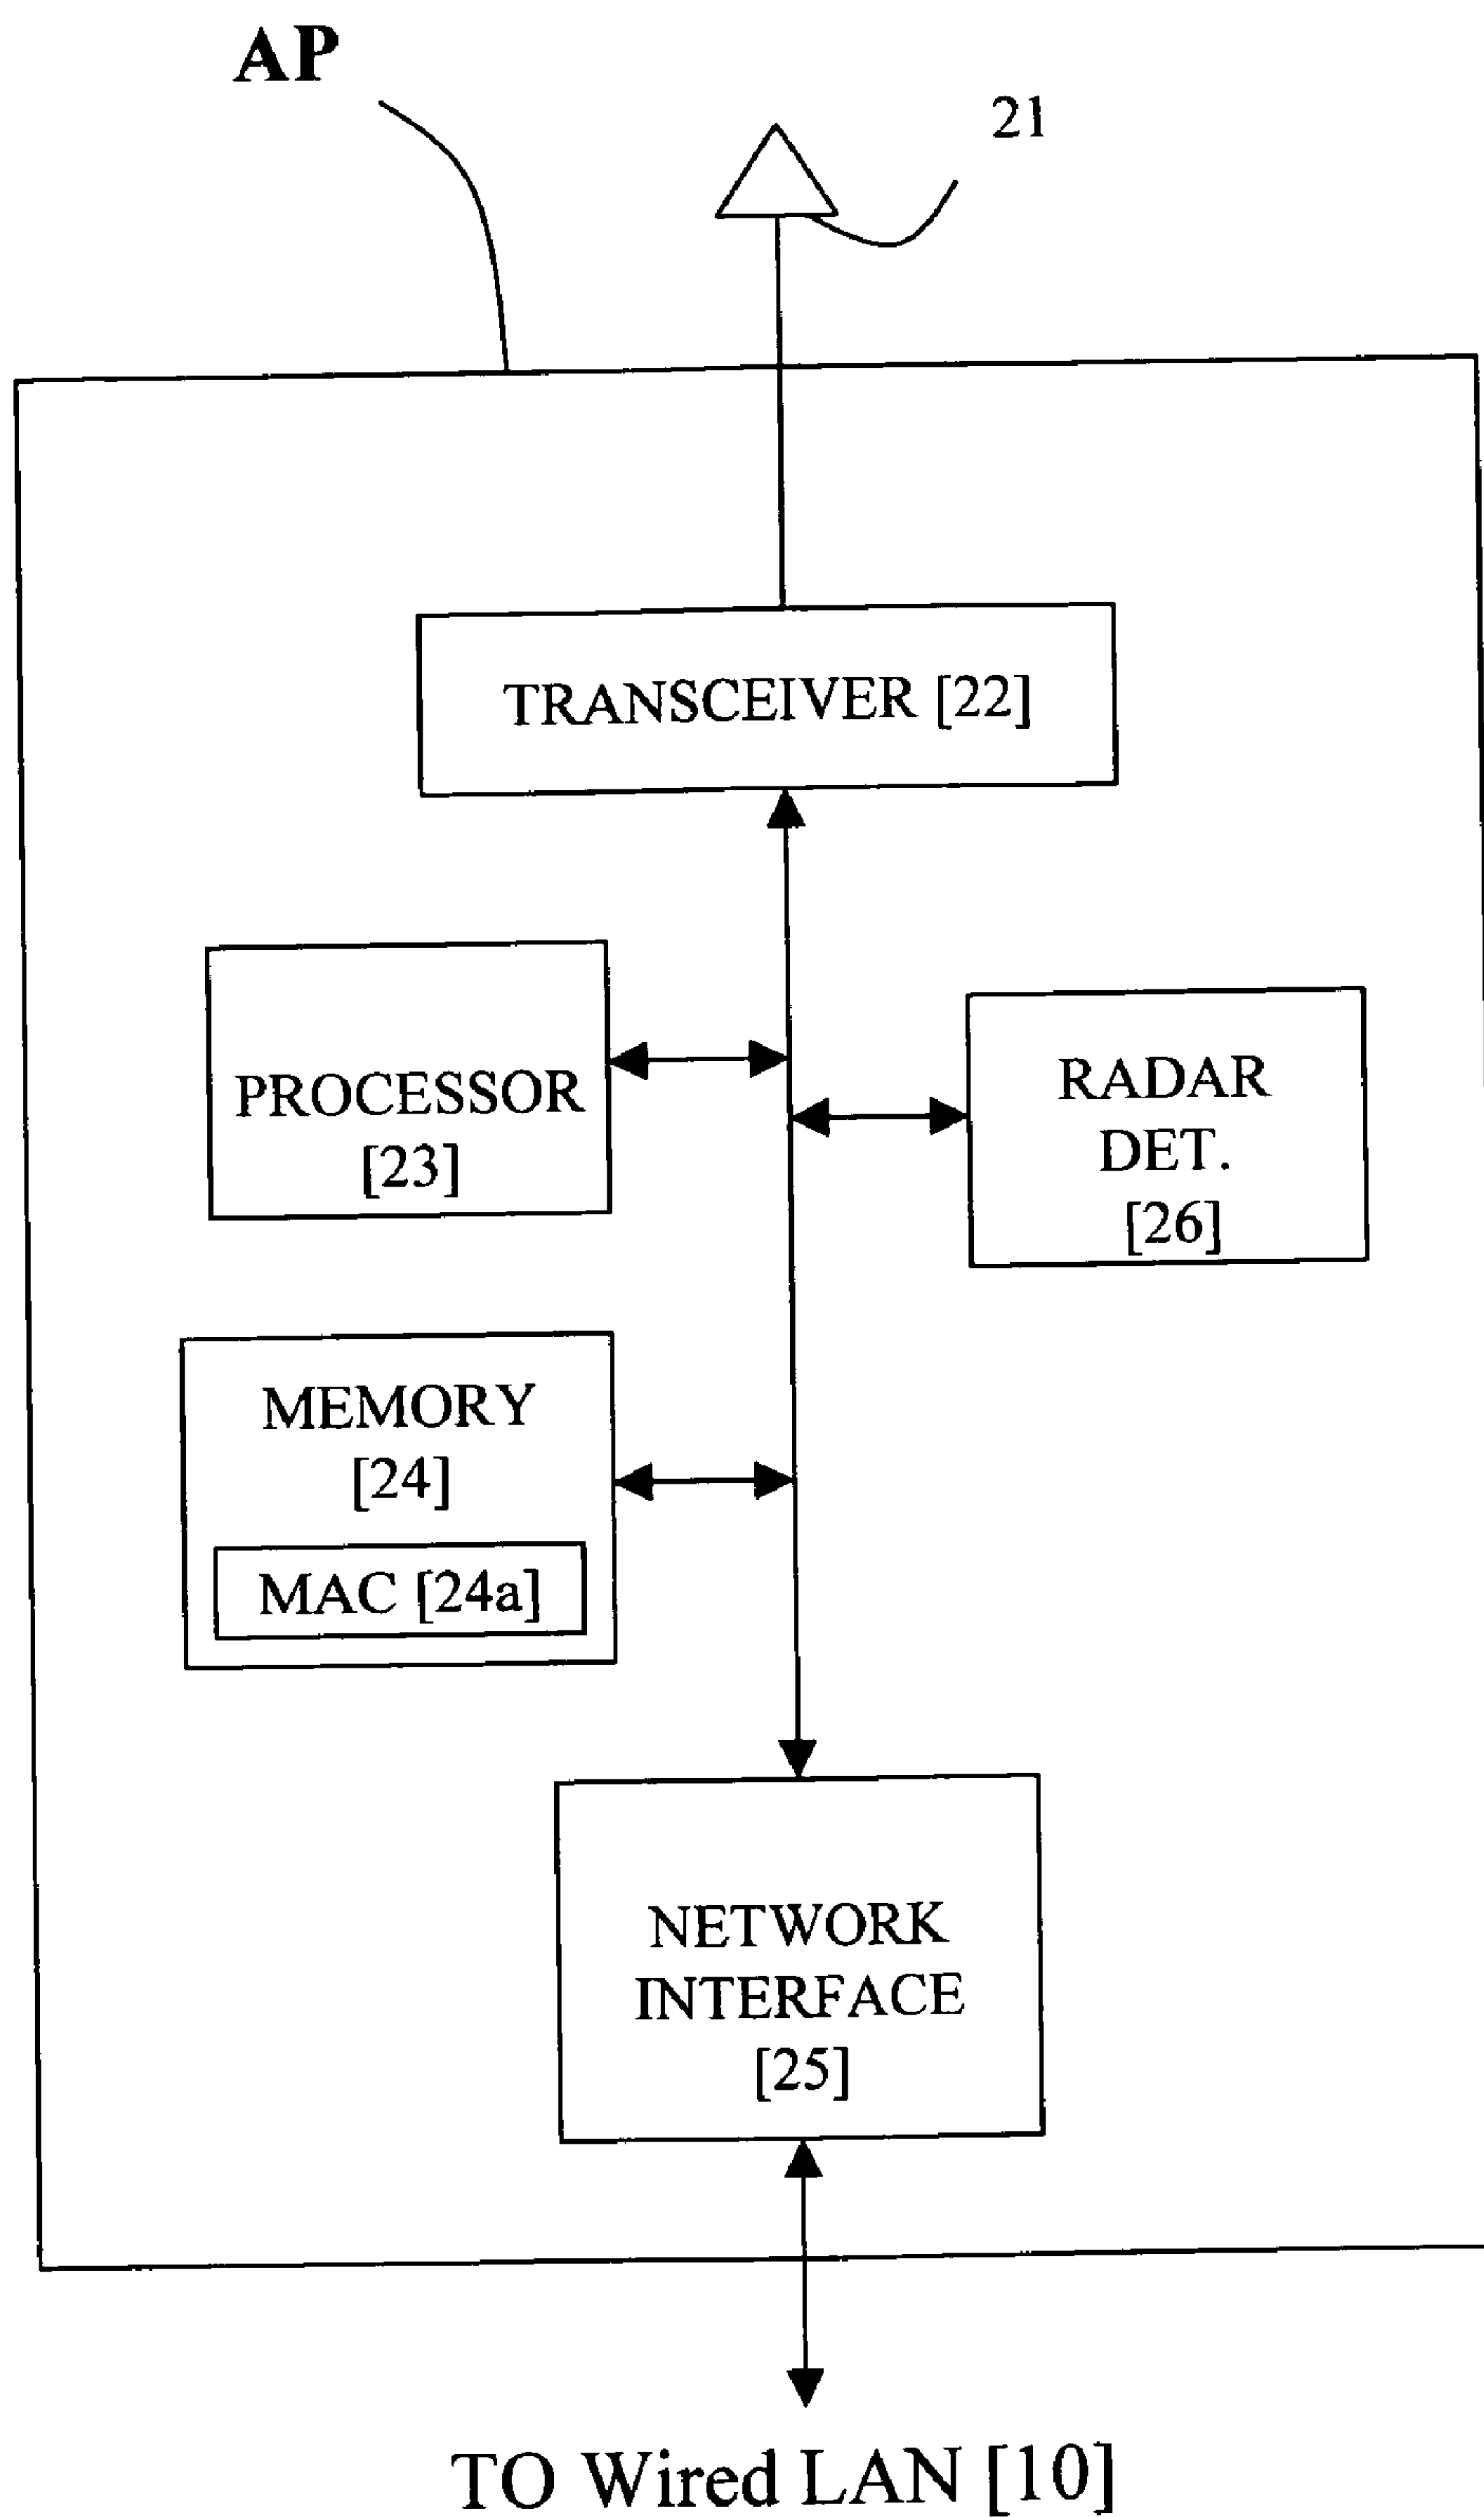 AP
21
TRANSCEIVER [22]
PROCESSOR
[23]
RADAR
DET.
[26]
MEMORY
[24]
MAC [24a]
NETWORK
INTERFACE
[25]
TO Wired LAN [10]